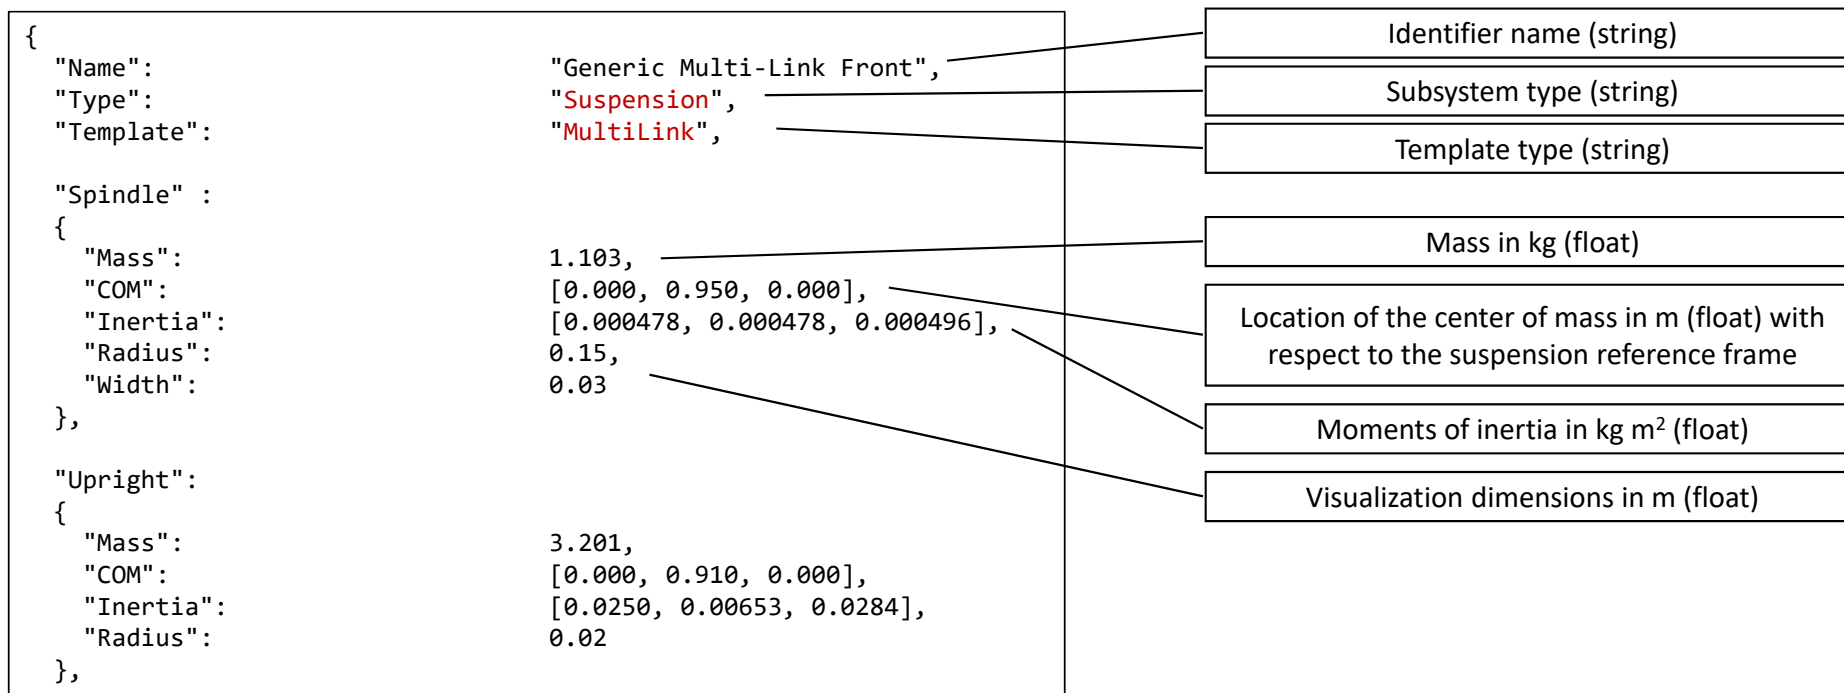 {
"Name": "Generic Multi-Link Front", Identifier name (string)
"Type": "Suspension", Subsystem type (string)
"Template": "MultiLink", Template type (string)
"Spindle" :
{
"Mass": 1.103, Mass in kg (float)
"COM": [0.000, 0.950, 0.000], Location of the center of mass in m (float) with
"Inertia": [0.000478, 0.000478, 0.000496], respect to the suspension reference frame
"Radius": 0.15,
"Width": 0.03
}, Moments of inertia in kg m² (float)
"Upright": Visualization dimensions in m (float)
{
"Mass": 3.201,
"COM": [0.000, 0.910, 0.000],
"Inertia": [0.0250, 0.00653, 0.0284],
"Radius": 0.02
},